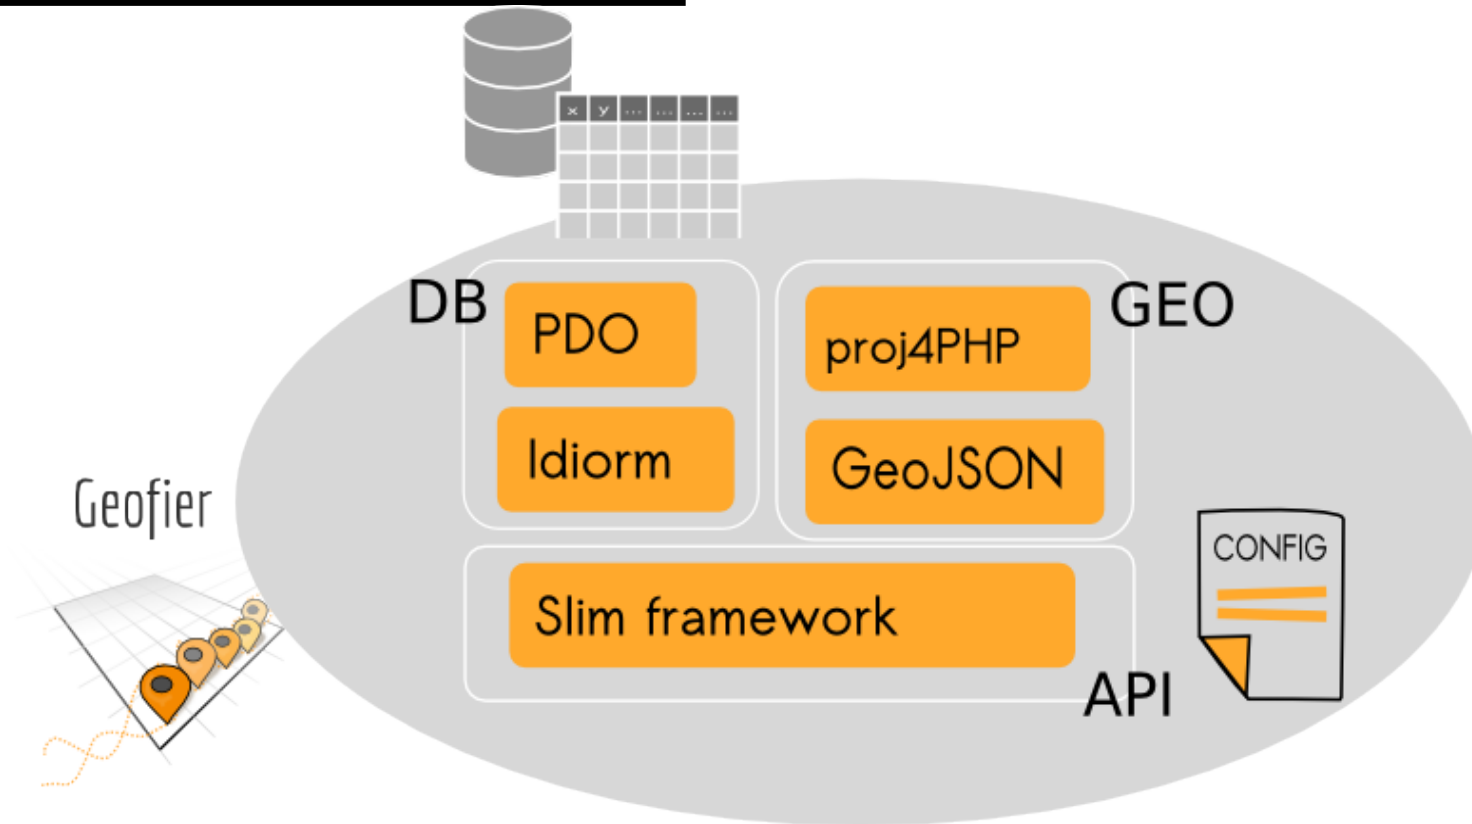 x y ... ... ... ...
DB
PDO
Idiorm
proj4PHP
GEO
GeoJSON
Geofier
CONFIG
Slim framework
API